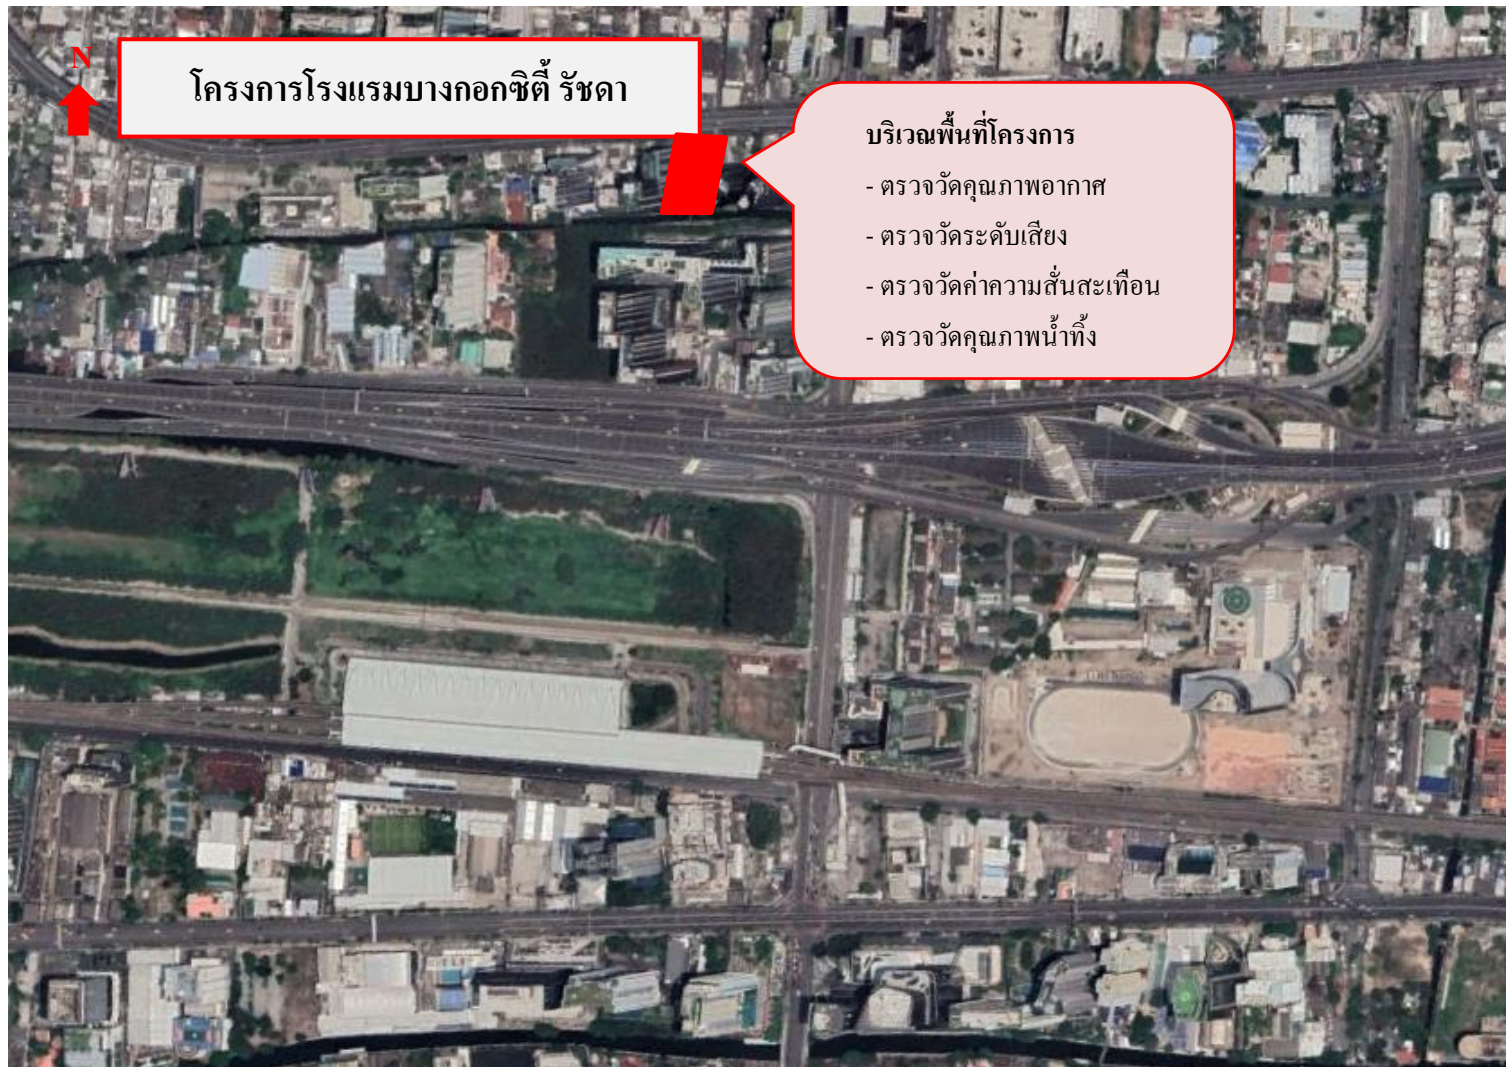 N
โครงการโรงแรมบางกอกซิตี้ รัชดา
บริเวณพื้นที่โครงการ
- ตรวจวัดคุณภาพอากาศ
- ตรวจวัดระดับเสียง
- ตรวจวัดค่าความสั่นสะเทือน
- ตรวจวัดคุณภาพน้ำทิ้ง